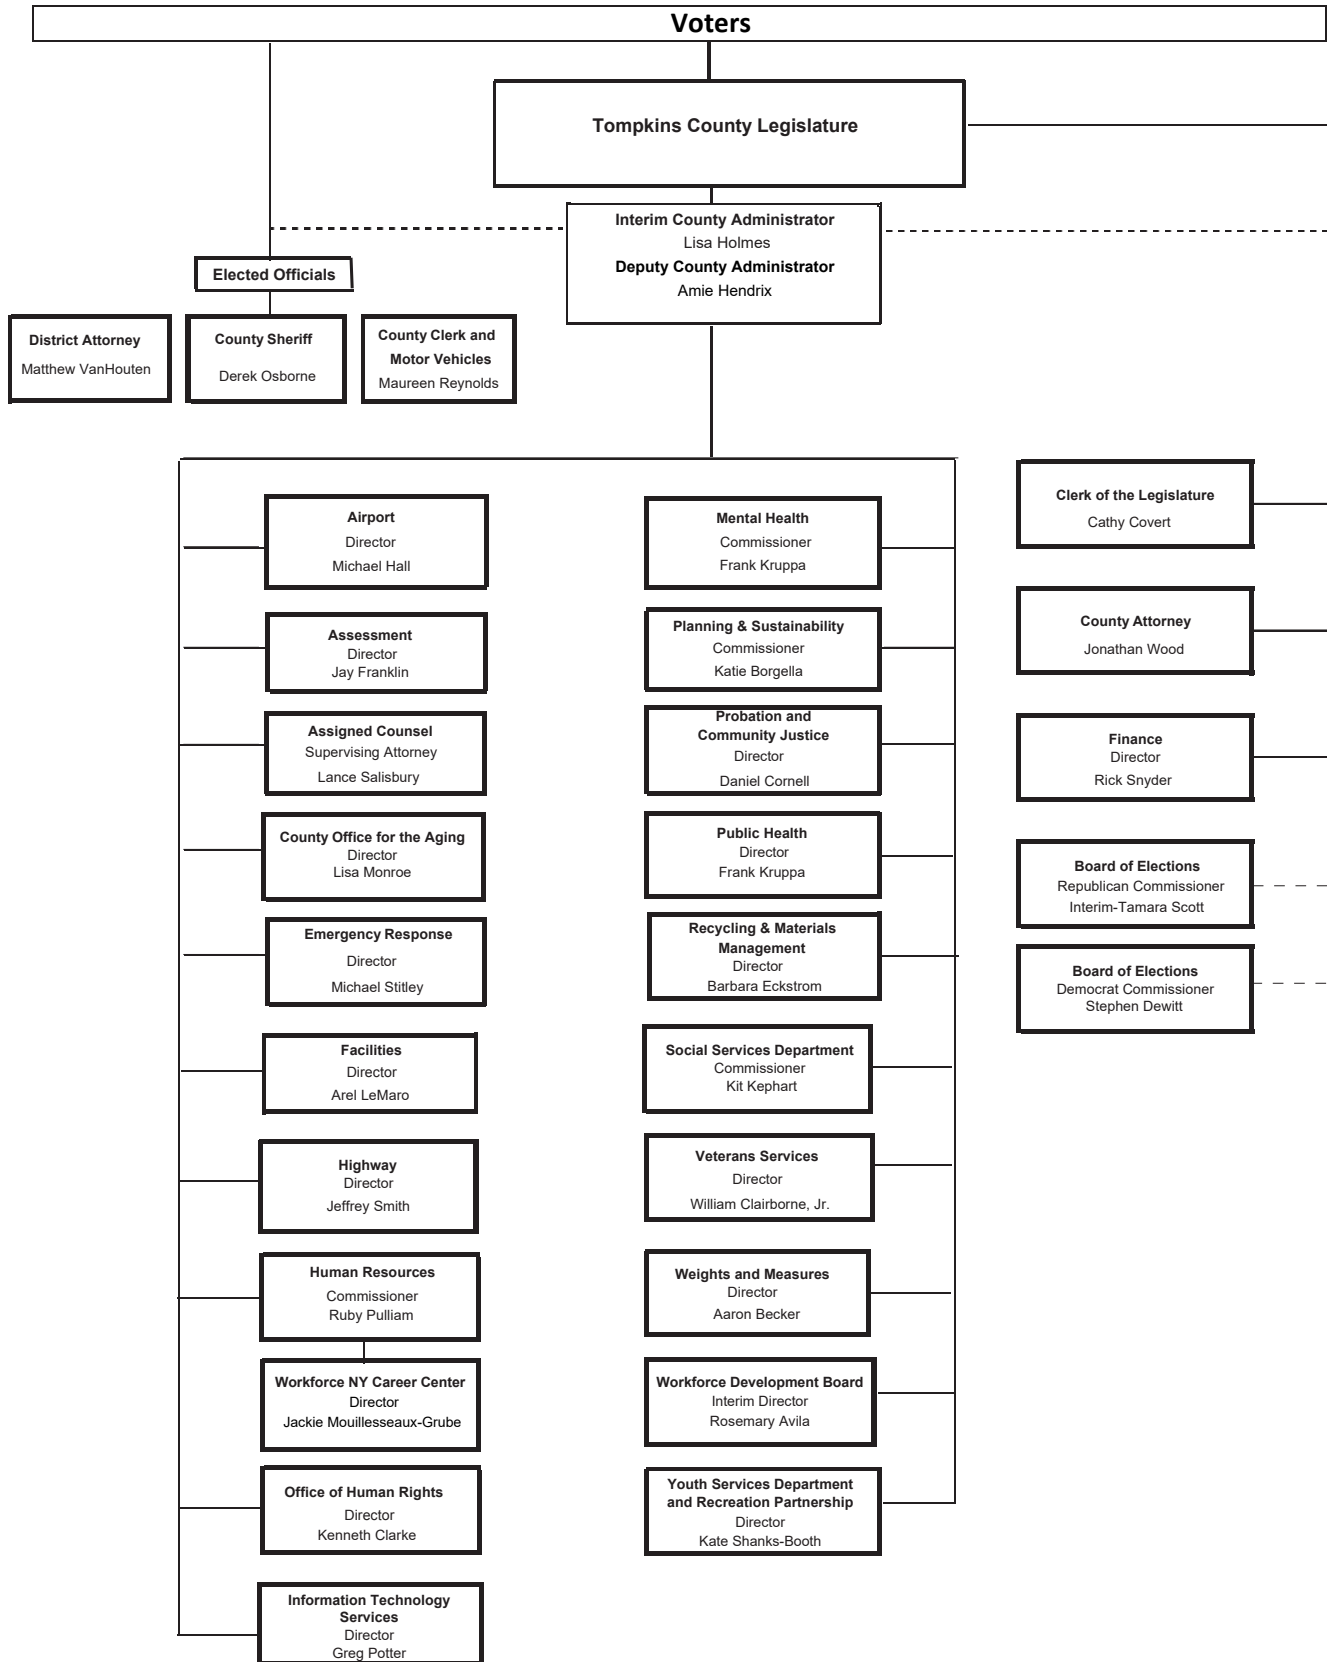 Voters
Tompkins County Legislature
Interim County Administrator
Lisa Holmes
Deputy County Administrator
Amie Hendrix
Elected Officials
District Attorney
Matthew VanHouten
County Sheriff
Derek Osborne
County Clerk and
Motor Vehicles
Maureen Reynolds
Airport
Director
Michael Hall
Assessment
Director
Jay Franklin
Assigned Counsel
Supervising Attorney
Lance Salisbury
County Office for the Aging
Director
Lisa Monroe
Emergency Response
Director
Michael Stitley
Facilities
Director
Arel LeMaro
Highway
Director
Jeffrey Smith
Human Resources
Commissioner
Ruby Pulliam
Workforce NY Career Center
Director
Jackie Mouillesseaux-Grube
Office of Human Rights
Director
Kenneth Clarke
Information Technology
Services
Director
Greg Potter
Mental Health
Commissioner
Frank Kruppa
Planning & Sustainability
Commissioner
Katie Borgella
Probation and
Community Justice
Director
Daniel Cornell
Public Health
Director
Frank Kruppa
Recycling & Materials
Management
Director
Barbara Eckstrom
Social Services Department
Commissioner
Kit Kephart
Veterans Services
Director
William Clairborne, Jr.
Weights and Measures
Director
Aaron Becker
Workforce Development Board
Interim Director
Rosemary Avila
Youth Services Department
and Recreation Partnership
Director
Kate Shanks-Booth
Clerk of the Legislature
Cathy Covert
County Attorney
Jonathan Wood
Finance
Director
Rick Snyder
Board of Elections
Republican Commissioner
Interim-Tamara Scott
Board of Elections
Democrat Commissioner
Stephen Dewitt